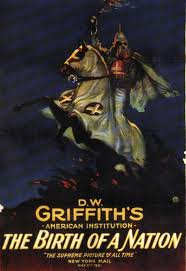 D.W.
GRIFFITH'S
AMERICAN INSTITUTION
THE BIRTH OF A NATION
"THE SUPREME PICTURE OF ALL TIME"
NEW YORK MAIL